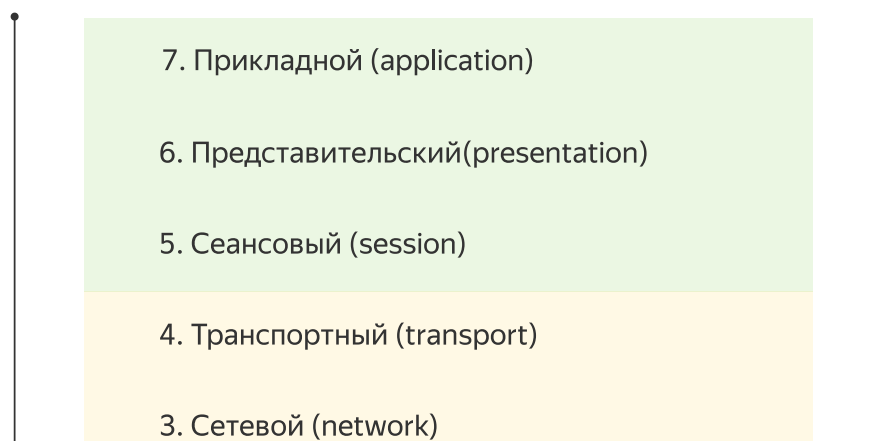 7. Прикладной (application)
6. Представительский(presentation)
5. Сеансовый (session)
4. Транспортный (transport)
3. Сетевой (network)